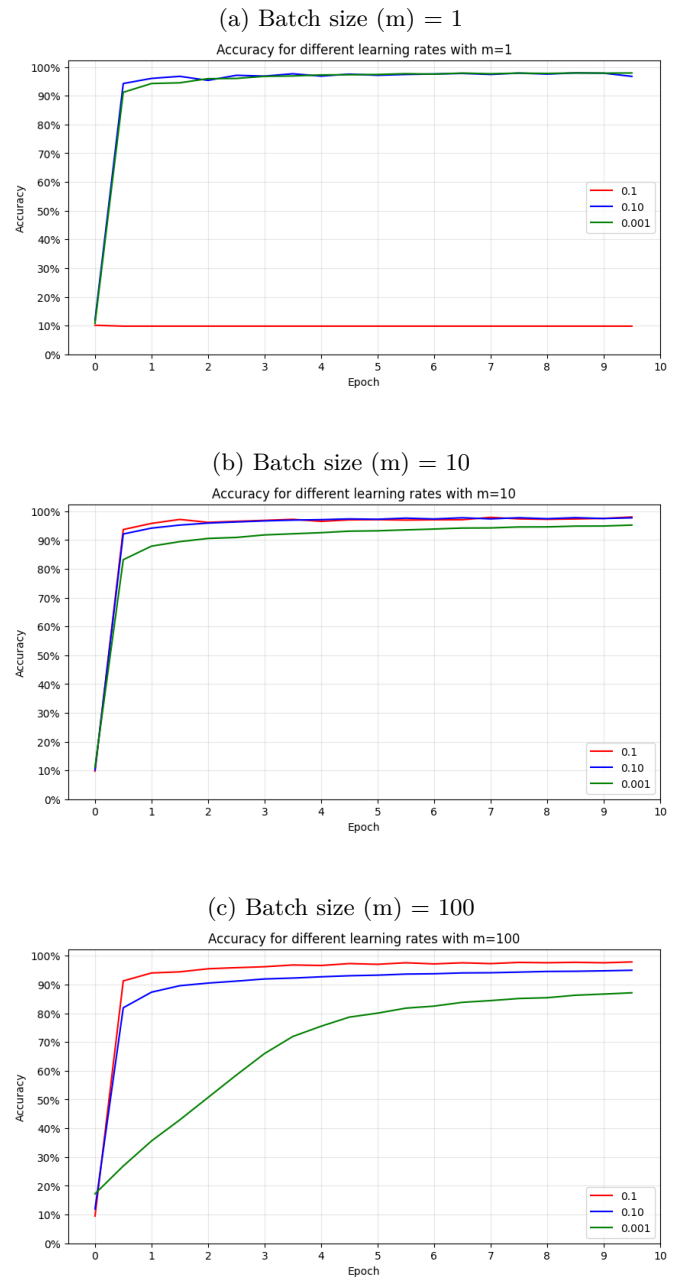 (a) Batch size (m) = 1
Accuracy for different learning rates with m=1
100%
90%
80%
70%
60%
50%
40%
30%
20%
10%
0%
Accuracy
0.1
0.10
0.001
0 1 2 3 4 5 6 7 8 9 10
Epoch
(b) Batch size (m) = 10
Accuracy for different learning rates with m=10
100%
90%
80%
70%
60%
50%
40%
30%
20%
10%
0%
Accuracy
0.1
0.10
0.001
0 1 2 3 4 5 6 7 8 9 10
Epoch
(c) Batch size (m) = 100
Accuracy for different learning rates with m=100
100%
90%
80%
70%
60%
50%
40%
30%
20%
10%
0%
Accuracy
0.1
0.10
0.001
0 1 2 3 4 5 6 7 8 9 10
Epoch